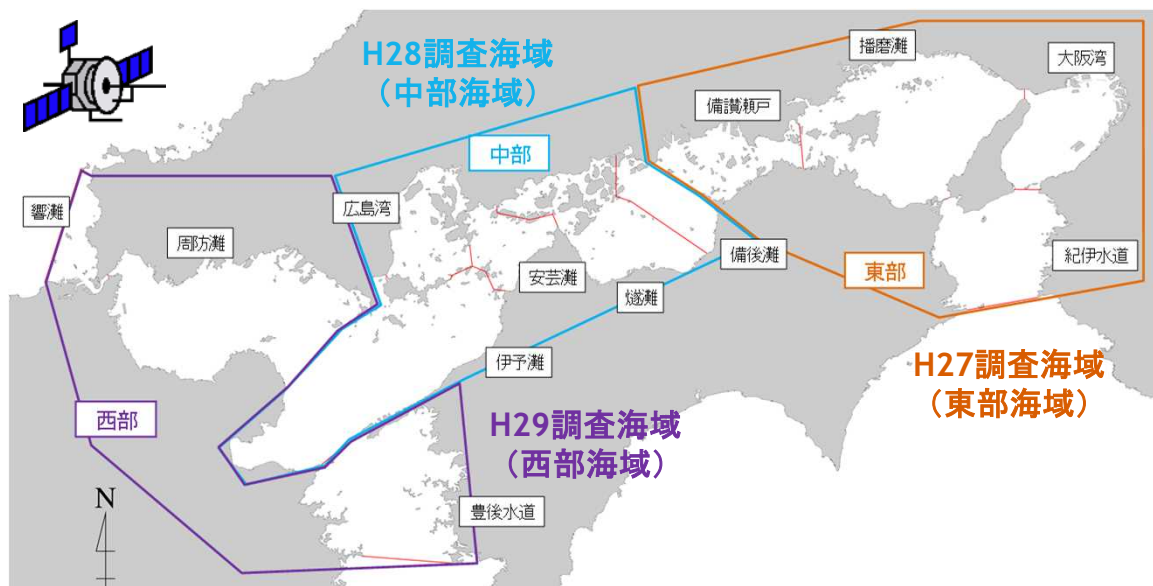 H28調査海域
（中部海域）
播磨灘
大阪湾
備讃瀬戸
中部
響灘
広島湾
周防灘
備後灘
紀伊水道
東部
安芸灘
燧灘
伊予灘
H27調査海域
（東部海域）
西部
H29調査海域
（西部海域）
N
豊後水道